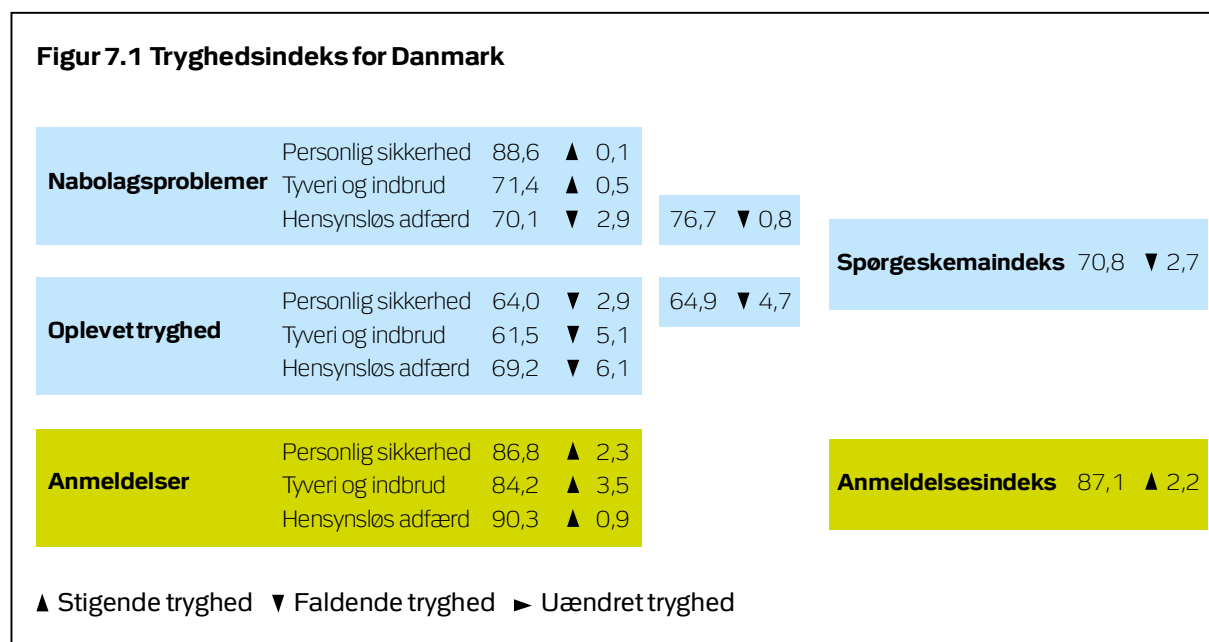 Figur 7.1 Tryghedsindeks for Danmark
Nabolagsproblemer
Personlig sikkerhed 88,6 ▲ 0,1
Tyveri og indbrud 71,4 ▲ 0,5
Hensynsløs adfærd 70,1 ▼ 2,9
76,7 ▼ 0,8
Oplevet tryghed
Personlig sikkerhed 64,0 ▼ 2,9
Tyveri og indbrud 61,5 ▼ 5,1
Hensynsløs adfærd 69,2 ▼ 6,1
64,9 ▼ 4,7
Spørgeskemaindeks 70,8 ▼ 2,7
Anmeldelser
Personlig sikkerhed 86,8 ▲ 2,3
Tyveri og indbrud 84,2 ▲ 3,5
Hensynsløs adfærd 90,3 ▲ 0,9
Anmeldelsesindeks 87,1 ▲ 2,2
▲ Stigende tryghed ▼ Faldende tryghed ► Uændret tryghed